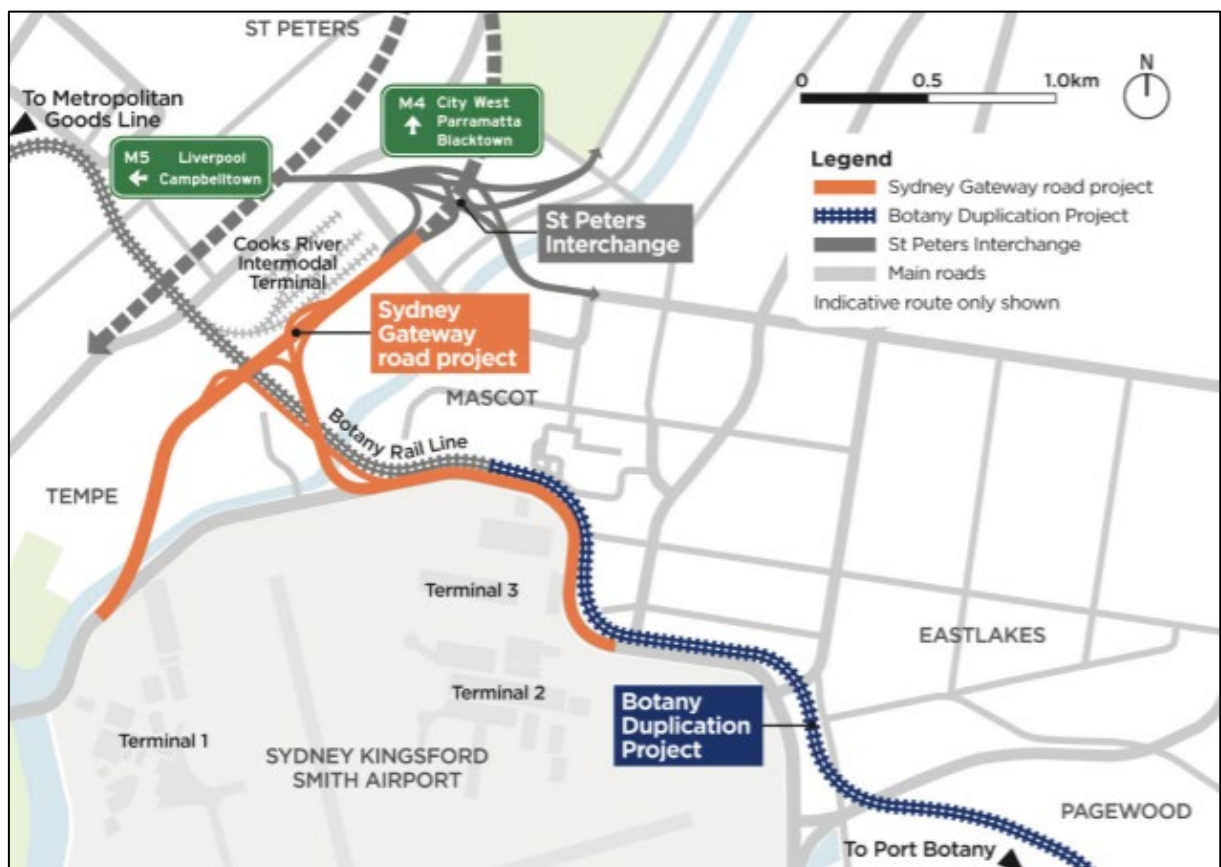 ST PETERS
To Metropolitan
Goods Line
M5 Liverpool
Campbelltown
M4 City West
Parramatta
Blacktown
0 0.5 1.0km
N
Legend
Sydney Gateway road project
Botany Duplication Project
St Peters Interchange
Main roads
Indicative route only shown
St Peters
Interchange
Cooks River
Intermodal
Terminal
Sydney
Gateway
road project
MASCOT
Botany Rail Line
TEMPE
Terminal 3
EASTLAKES
Terminal 2
Botany
Duplication
Project
Terminal 1
SYDNEY KINGSFORD
SMITH AIRPORT
PAGEWOOD
To Port Botany